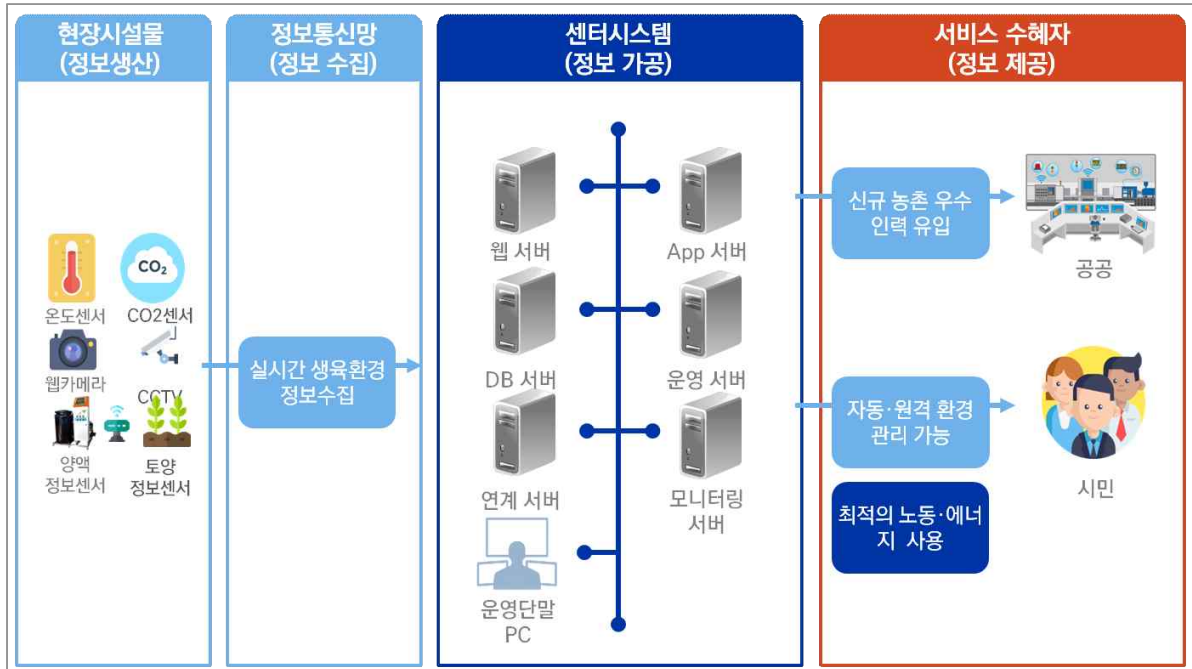 현장시설물
(정보생산)
정보통신망
(정보 수집)
센터시스템
(정보 가공)
서비스 수혜자
(정보 제공)
CO₂
온도센서
CO2센서
웹카메라
CCTV
양액
정보센서
토양
정보센서
실시간 생육환경
정보수집
웹 서버
App 서버
DB 서버
운영 서버
연계 서버
모니터링
서버
운영단말
PC
신규 농촌 우수
인력 유입
공공
자동·원격 환경
관리 가능
시민
최적의 노동·에너
지 사용